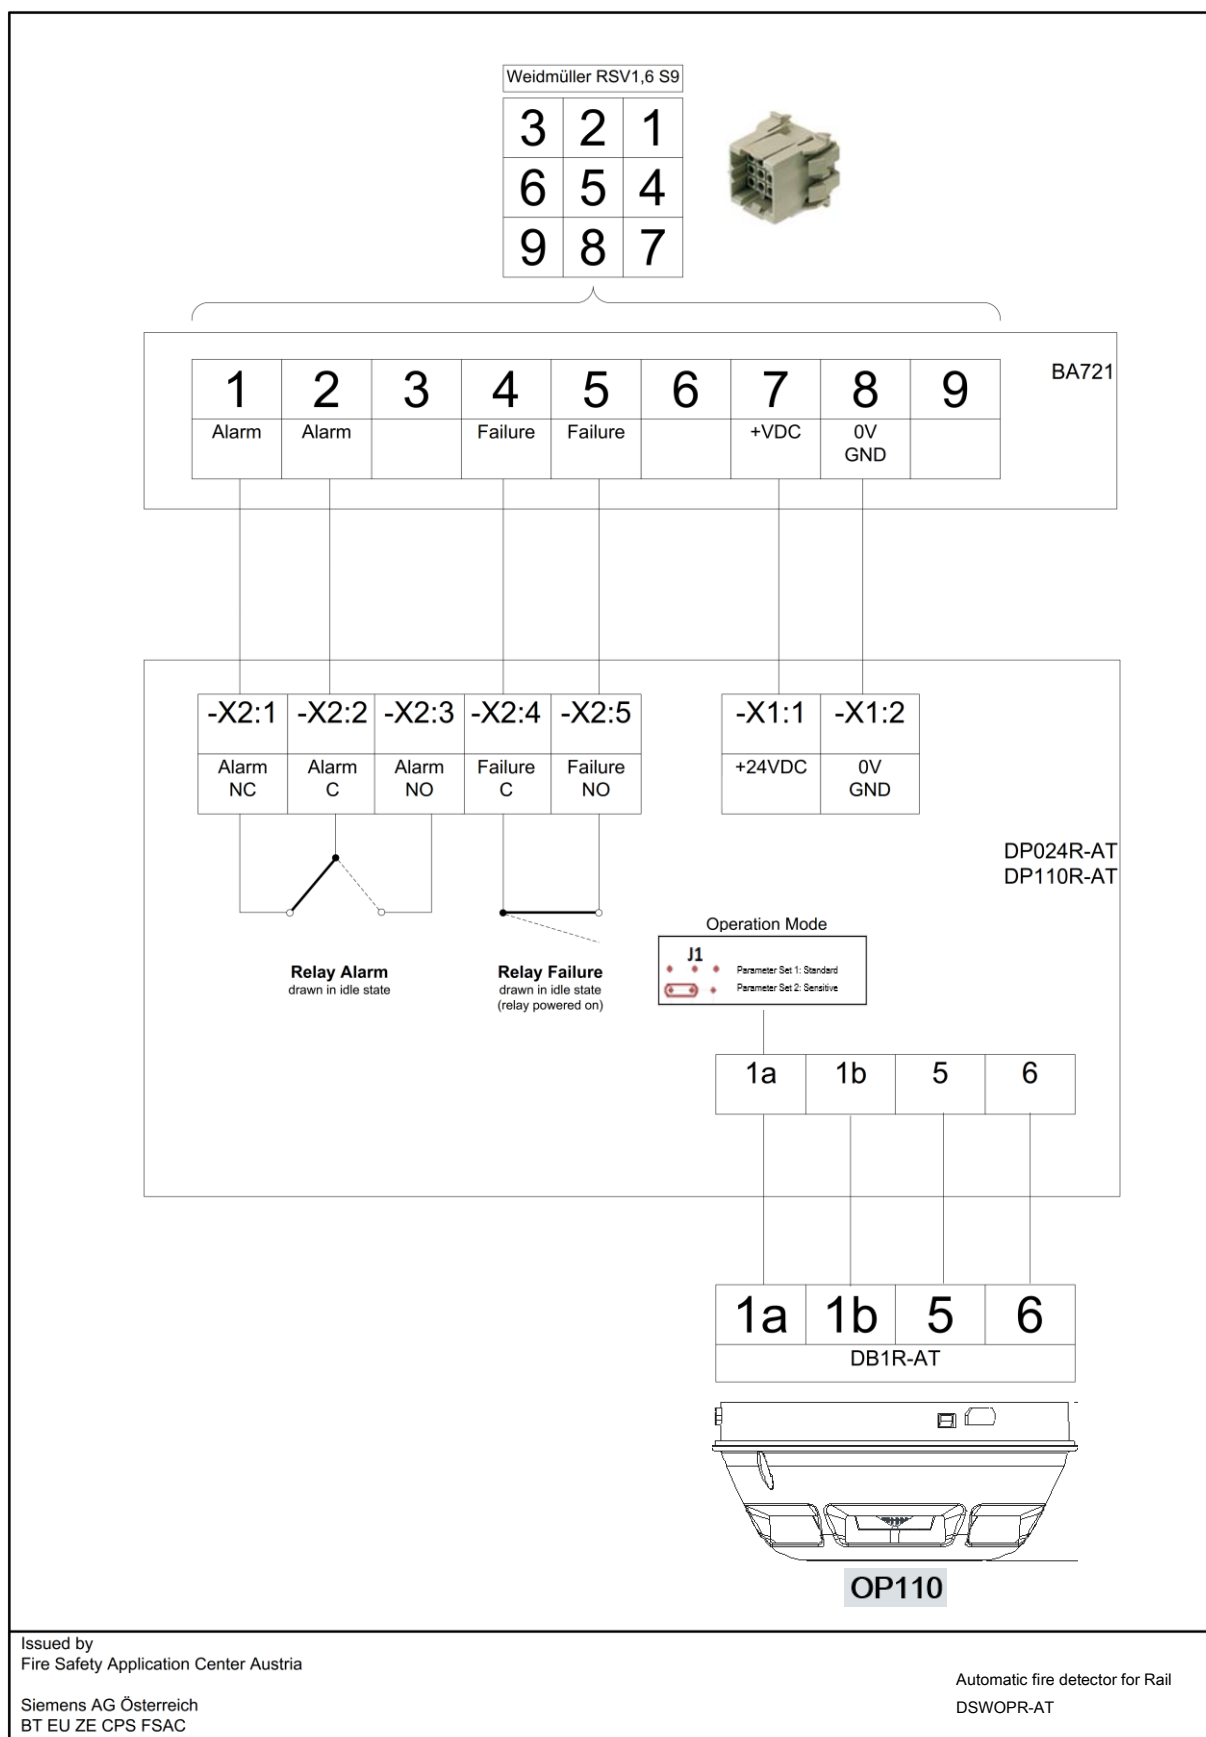 Weidmüller RSV1,6 S9
3 2 1
6 5 4
9 8 7
BA721
1 2 3 4 5 6 7 8 9
Alarm Alarm Failure Failure +VDC 0V
GND
-X2:1 -X2:2 -X2:3 -X2:4 -X2:5 -X1:1 -X1:2
Alarm Alarm Alarm Failure Failure +24VDC 0V
NC C NO C NO GND
DP024R-AT
DP110R-AT
Operation Mode
J1
Parameter Set 1: Standard
Parameter Set 2: Sensitive
Relay Alarm
drawn in idle state
Relay Failure
drawn in idle state
(relay powered on)
1a 1b 5 6
1a 1b 5 6
DB1R-AT
OP110
Issued by
Fire Safety Application Center Austria
Siemens AG Österreich
BT EU ZE CPS FSAC
Automatic fire detector for Rail
DSWOPR-AT